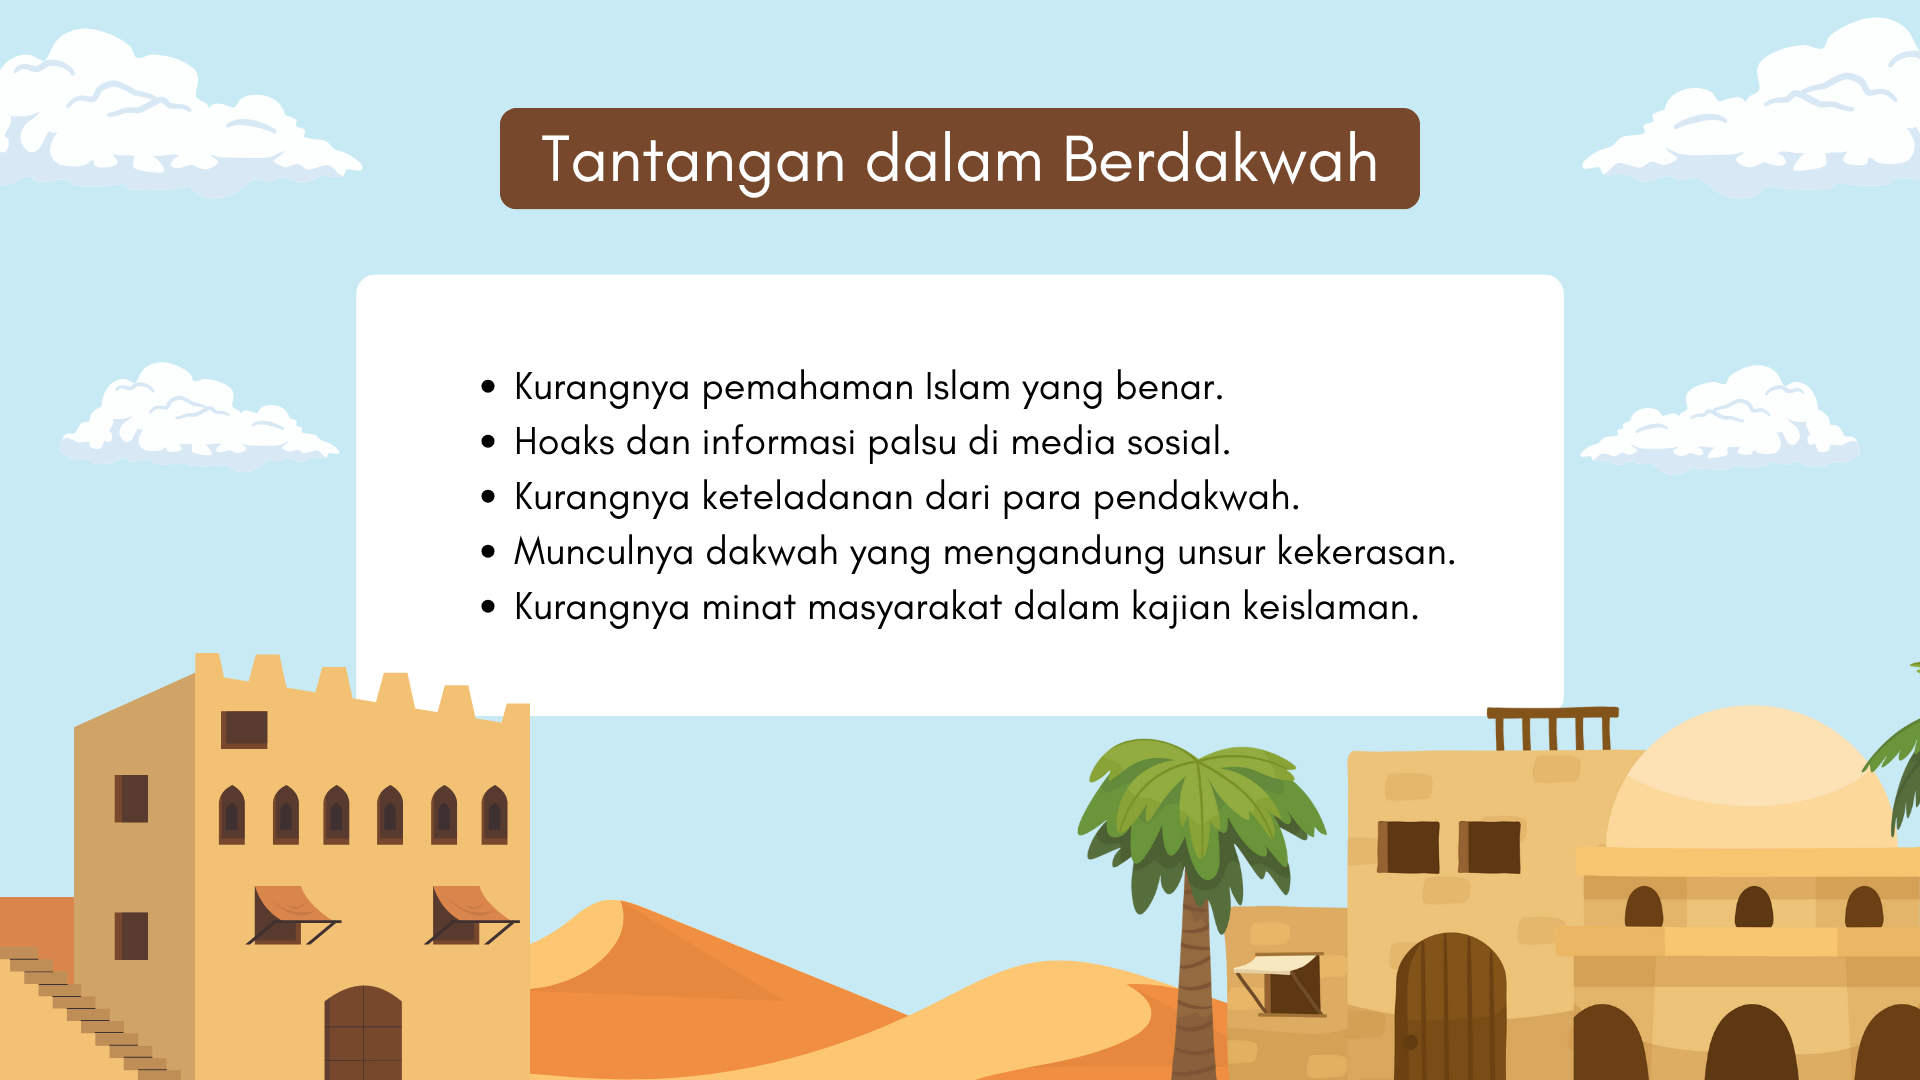 Tantangan dalam Berdakwah
• Kurangnya pemahaman Islam yang benar.
• Hoaks dan informasi palsu di media sosial.
• Kurangnya keteladanan dari para pendakwah.
• Munculnya dakwah yang mengandung unsur kekerasan.
• Kurangnya minat masyarakat dalam kajian keislaman.